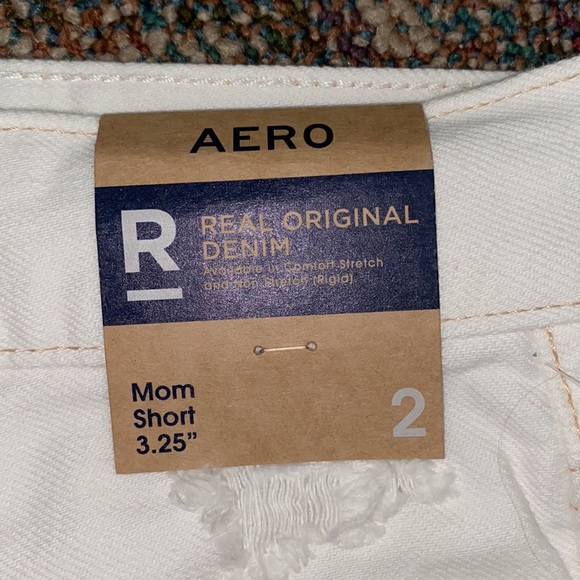 AERO
R
REAL ORIGINAL
DENIM
Available in Comfort Stretch
and Non Stretch (Rigid)
Mom
Short
3.25"
2